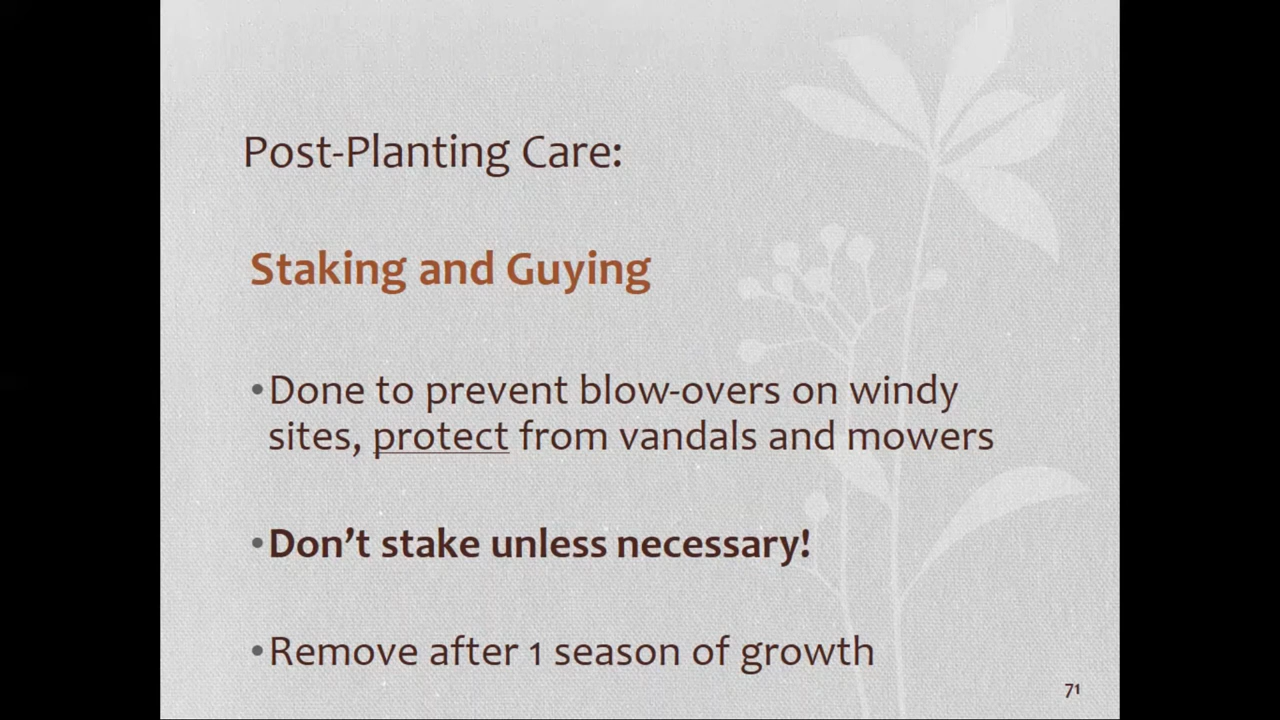 Post-Planting Care:
Staking and Guying
•Done to prevent blow-overs on windy
sites, protect from vandals and mowers
•Don’t stake unless necessary!
•Remove after 1 season of growth
71